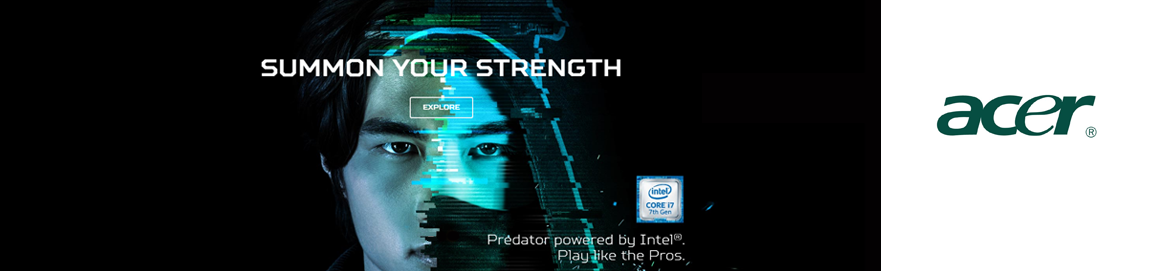 SUMMON YOUR STRENGTH
EXPLORE
intel
CORE i7
7th Gen
Predator powered by Intel®.
Play like the Pros.
acer®